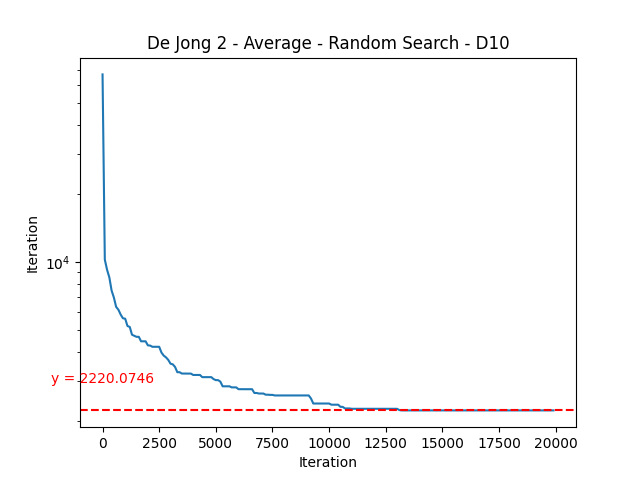 De Jong 2 - Average - Random Search - D10
Iteration
10^4
y = 2220.0746
0 2500 5000 7500 10000 12500 15000 17500 20000
Iteration